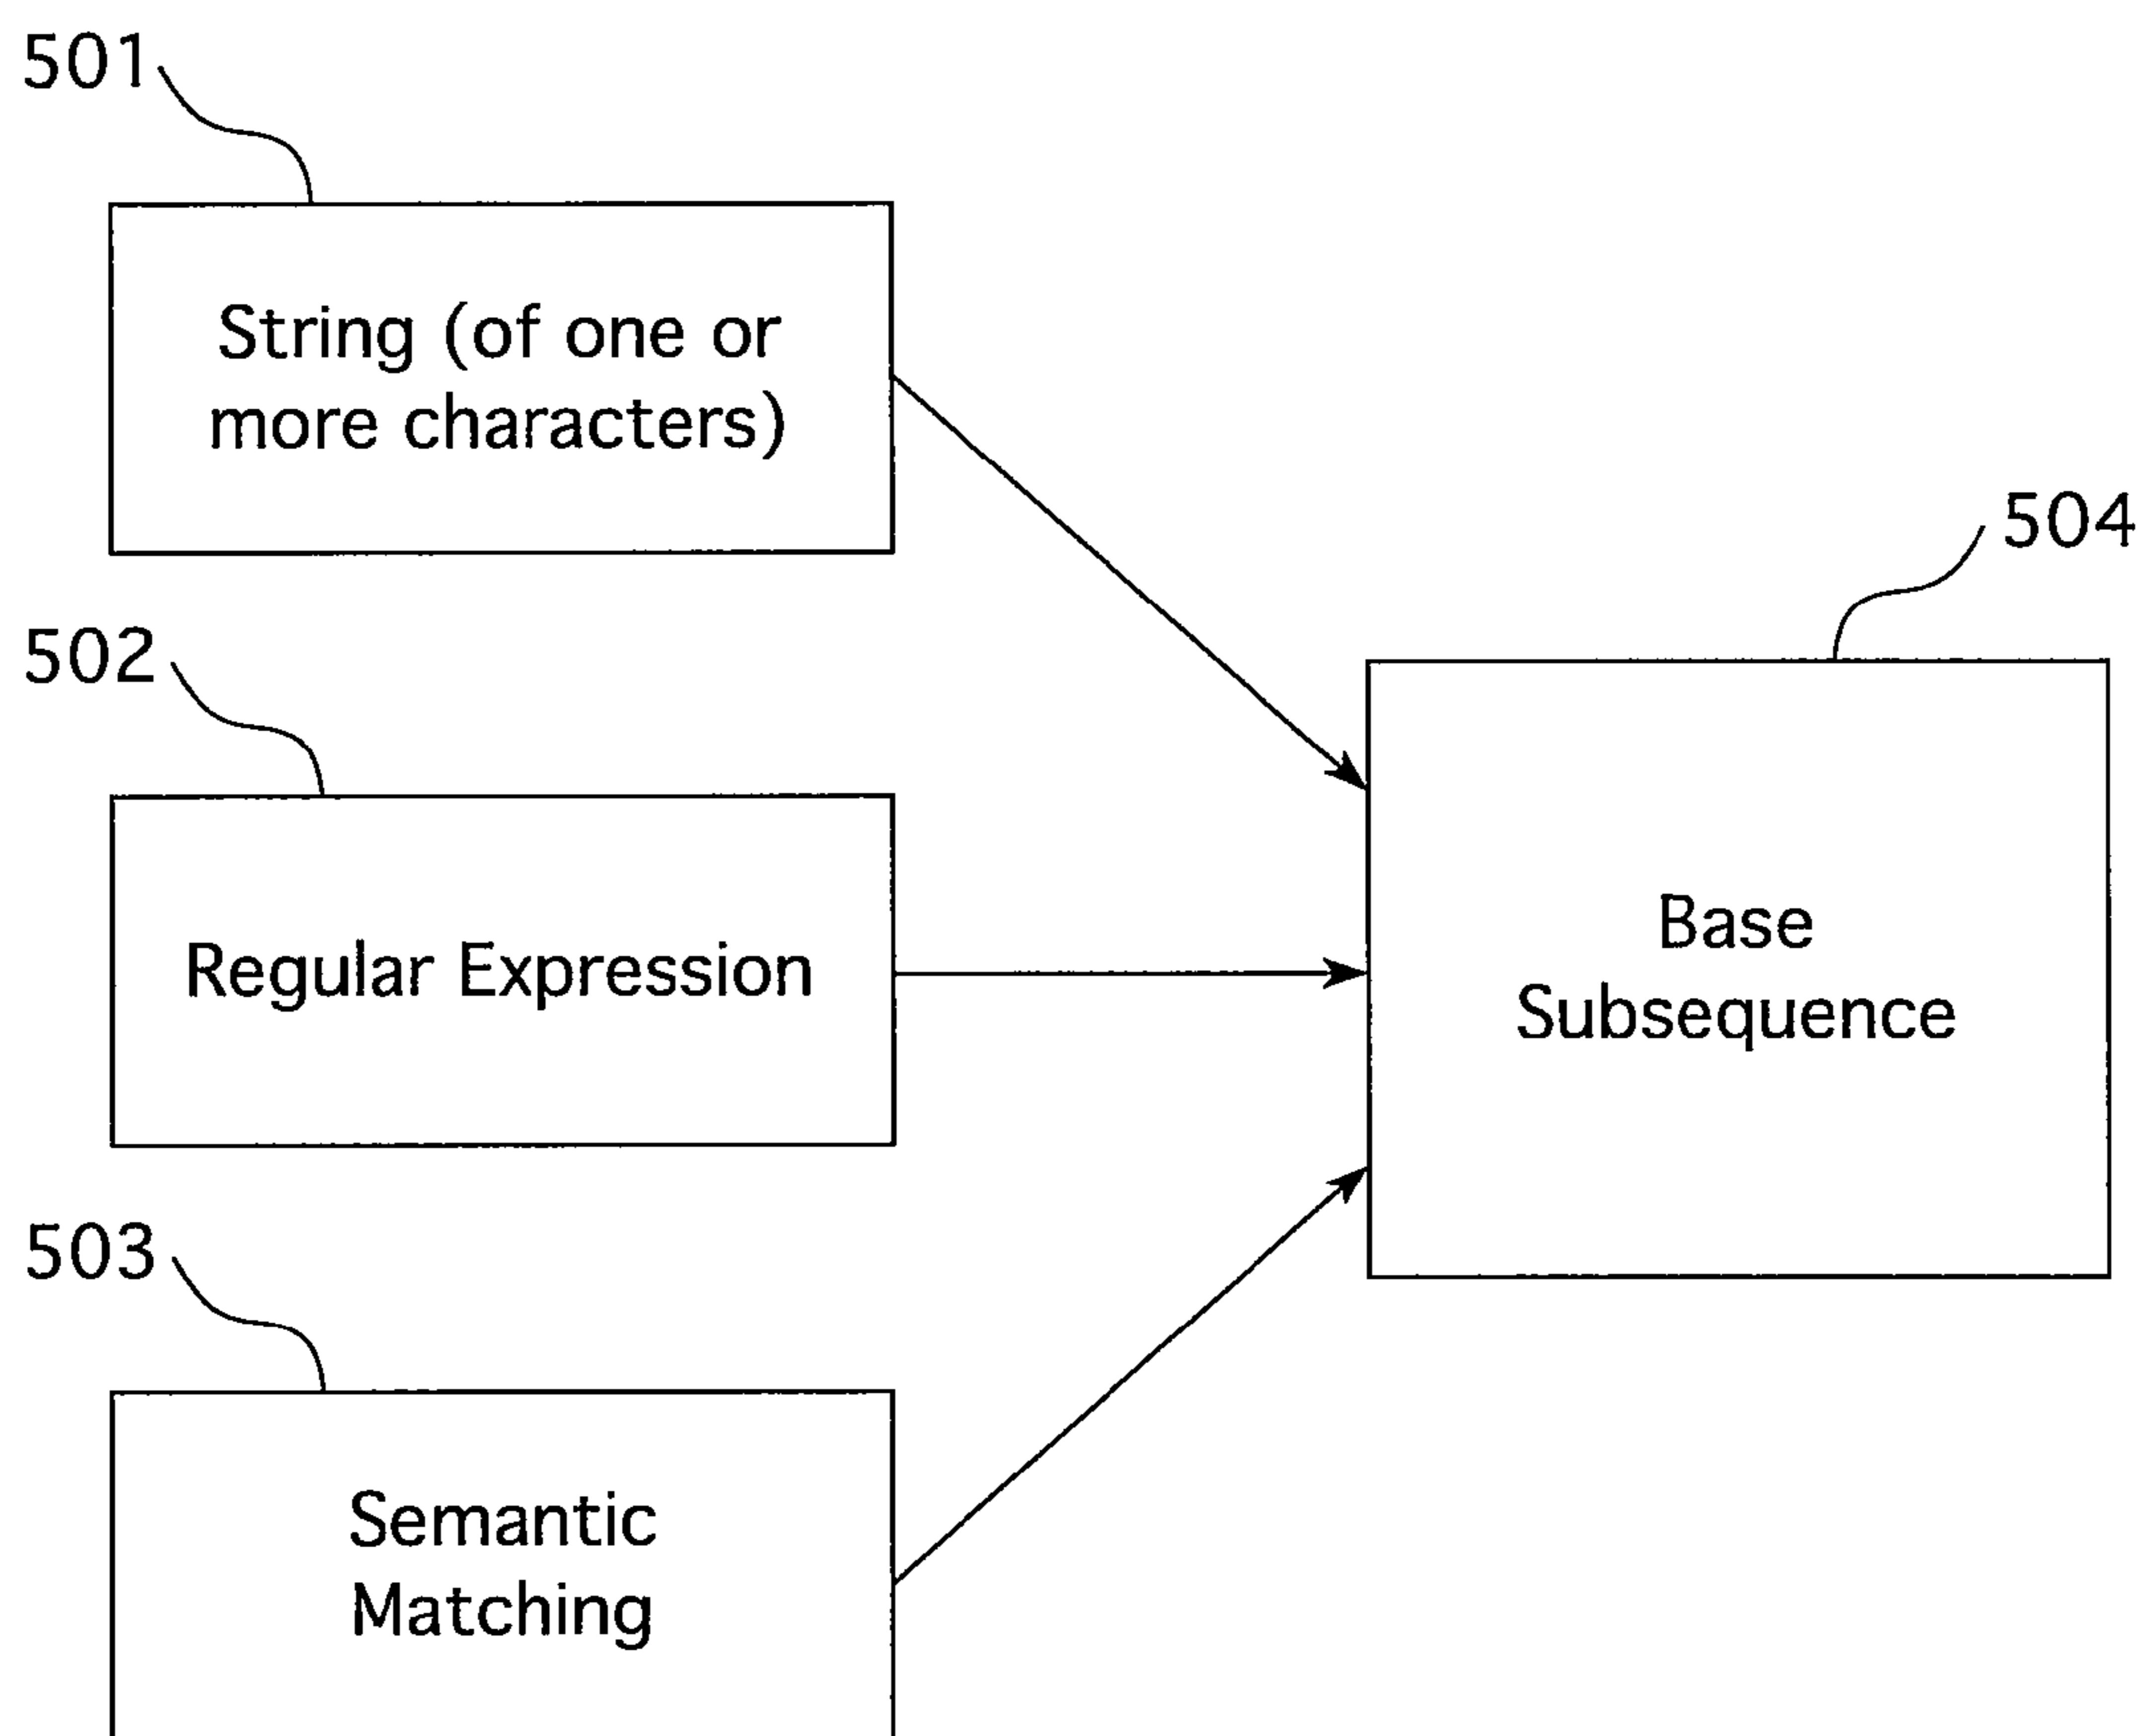 501
String (of one or
more characters)
504
502
Regular Expression
Base
Subsequence
503
Semantic
Matching